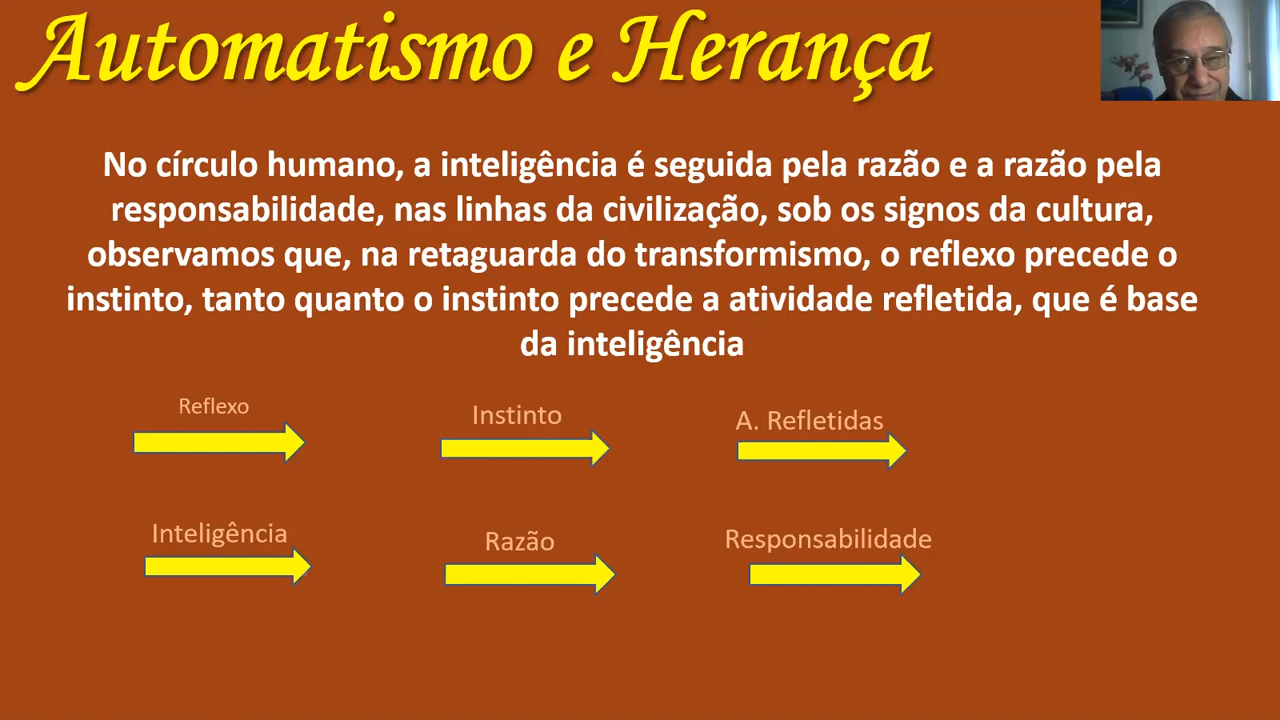 Automatismo e Herança
No círculo humano, a inteligência é seguida pela razão e a razão pela
responsabilidade, nas linhas da civilização, sob os signos da cultura,
observamos que, na retaguarda do transformismo, o reflexo precede o
instinto, tanto quanto o instinto precede a atividade refletida, que é base
da inteligência
Reflexo
Instinto
A. Refletidas
Inteligência
Razão
Responsabilidade